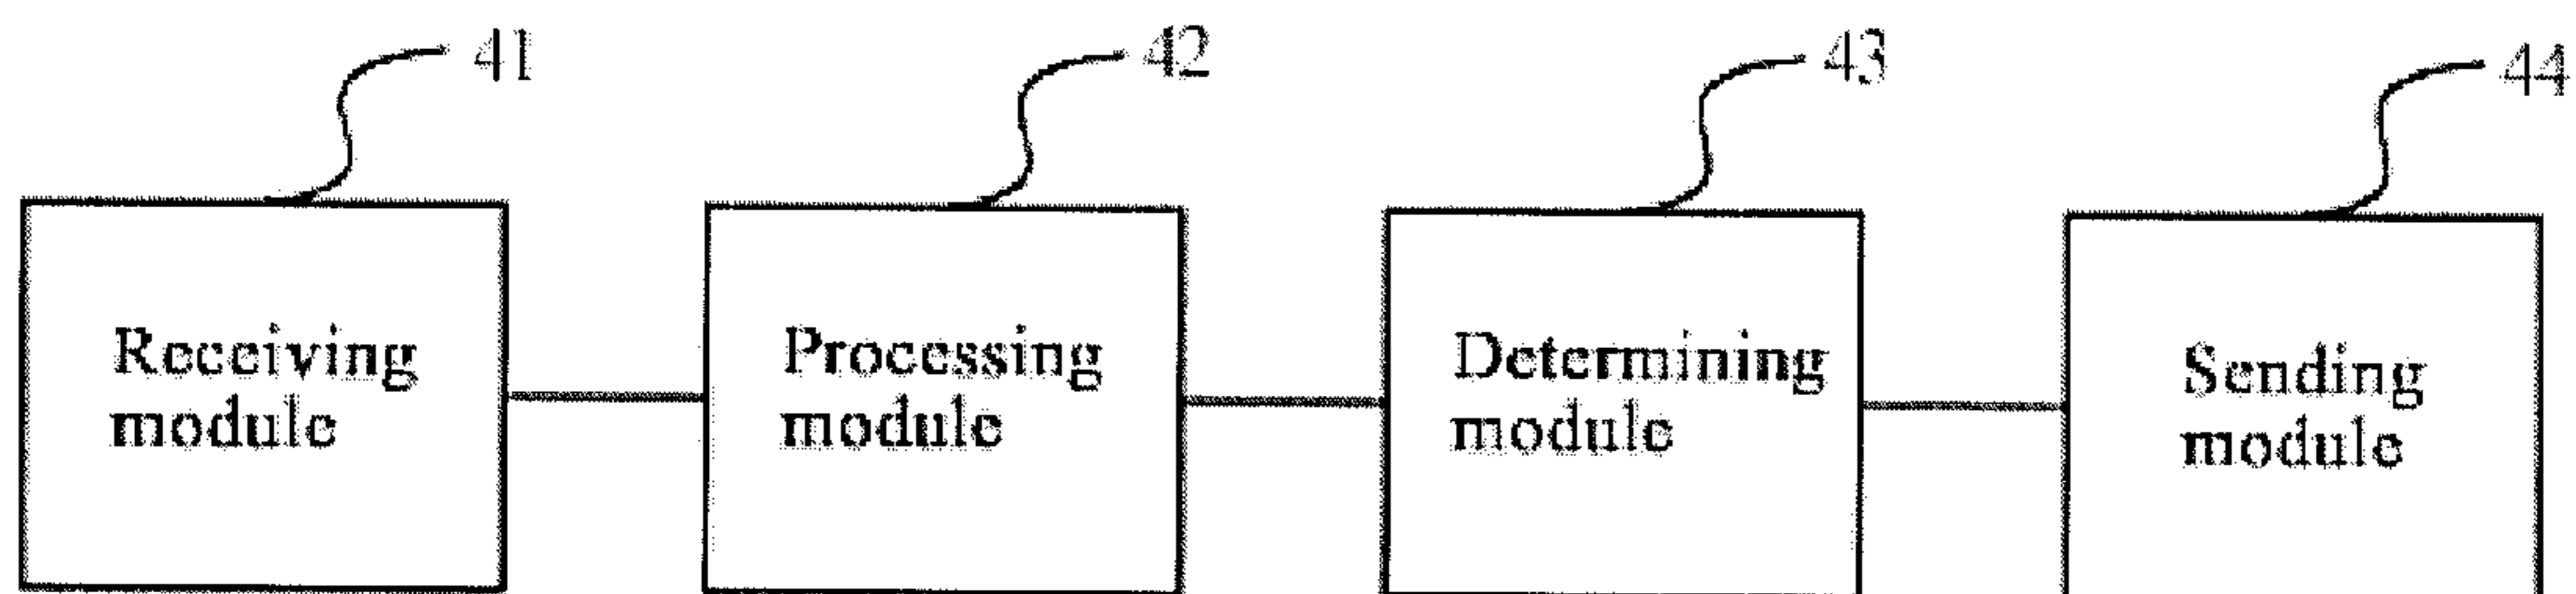 41
42
43
44
Receiving
module
Processing
module
Determining
module
Sending
module